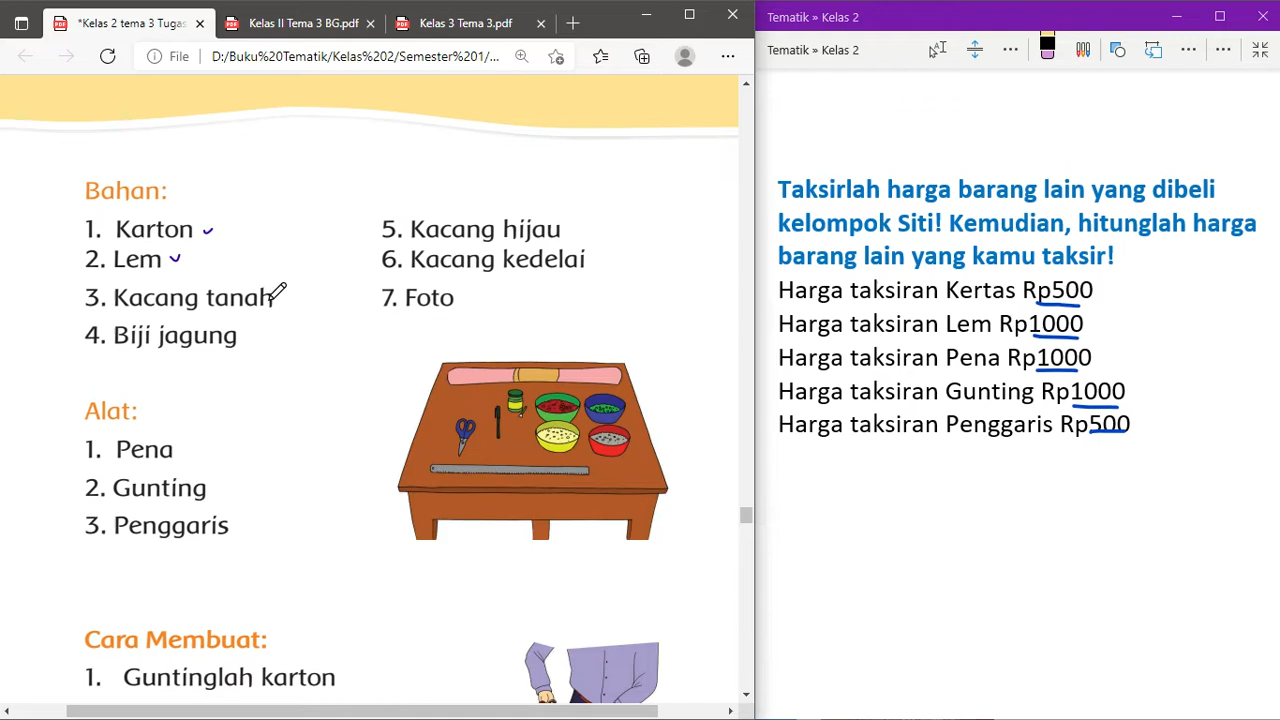 *Kelas 2 tema 3 Tugas
Kelas II Tema 3 BG.pdf
Kelas 3 Tema 3.pdf
File
D:/Buku%20Tematik/Kelas%202/Semester%201/...
Bahan:
1. Karton
2. Lem
3. Kacang tanah
4. Biji jagung
5. Kacang hijau
6. Kacang kedelai
7. Foto
Alat:
1. Pena
2. Gunting
3. Penggaris
Cara Membuat:
1. Guntinglah karton
Tematik » Kelas 2
Tematik » Kelas 2
Taksirlah harga barang lain yang dibeli
kelompok Siti! Kemudian, hitunglah harga
barang lain yang kamu taksir!
Harga taksiran Kertas Rp500
Harga taksiran Lem Rp1000
Harga taksiran Pena Rp1000
Harga taksiran Gunting Rp1000
Harga taksiran Penggaris Rp500